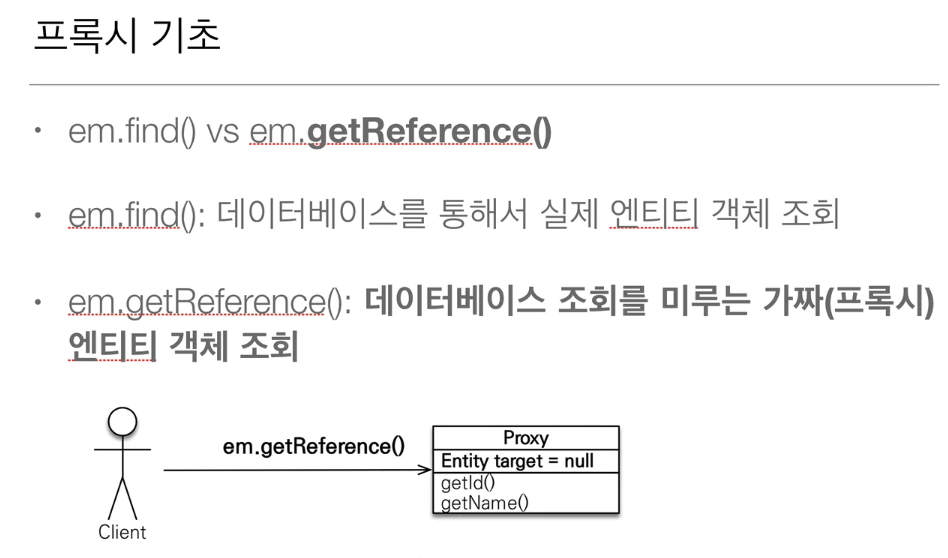 프록시 기초
• em.find() vs em.getReference()
• em.find(): 데이터베이스를 통해서 실제 엔티티 객체 조회
• em.getReference(): 데이터베이스 조회를 미루는 가짜(프록시)
엔티티 객체 조회
em.getReference()
Proxy
Entity target = null
getId()
getName()
Client